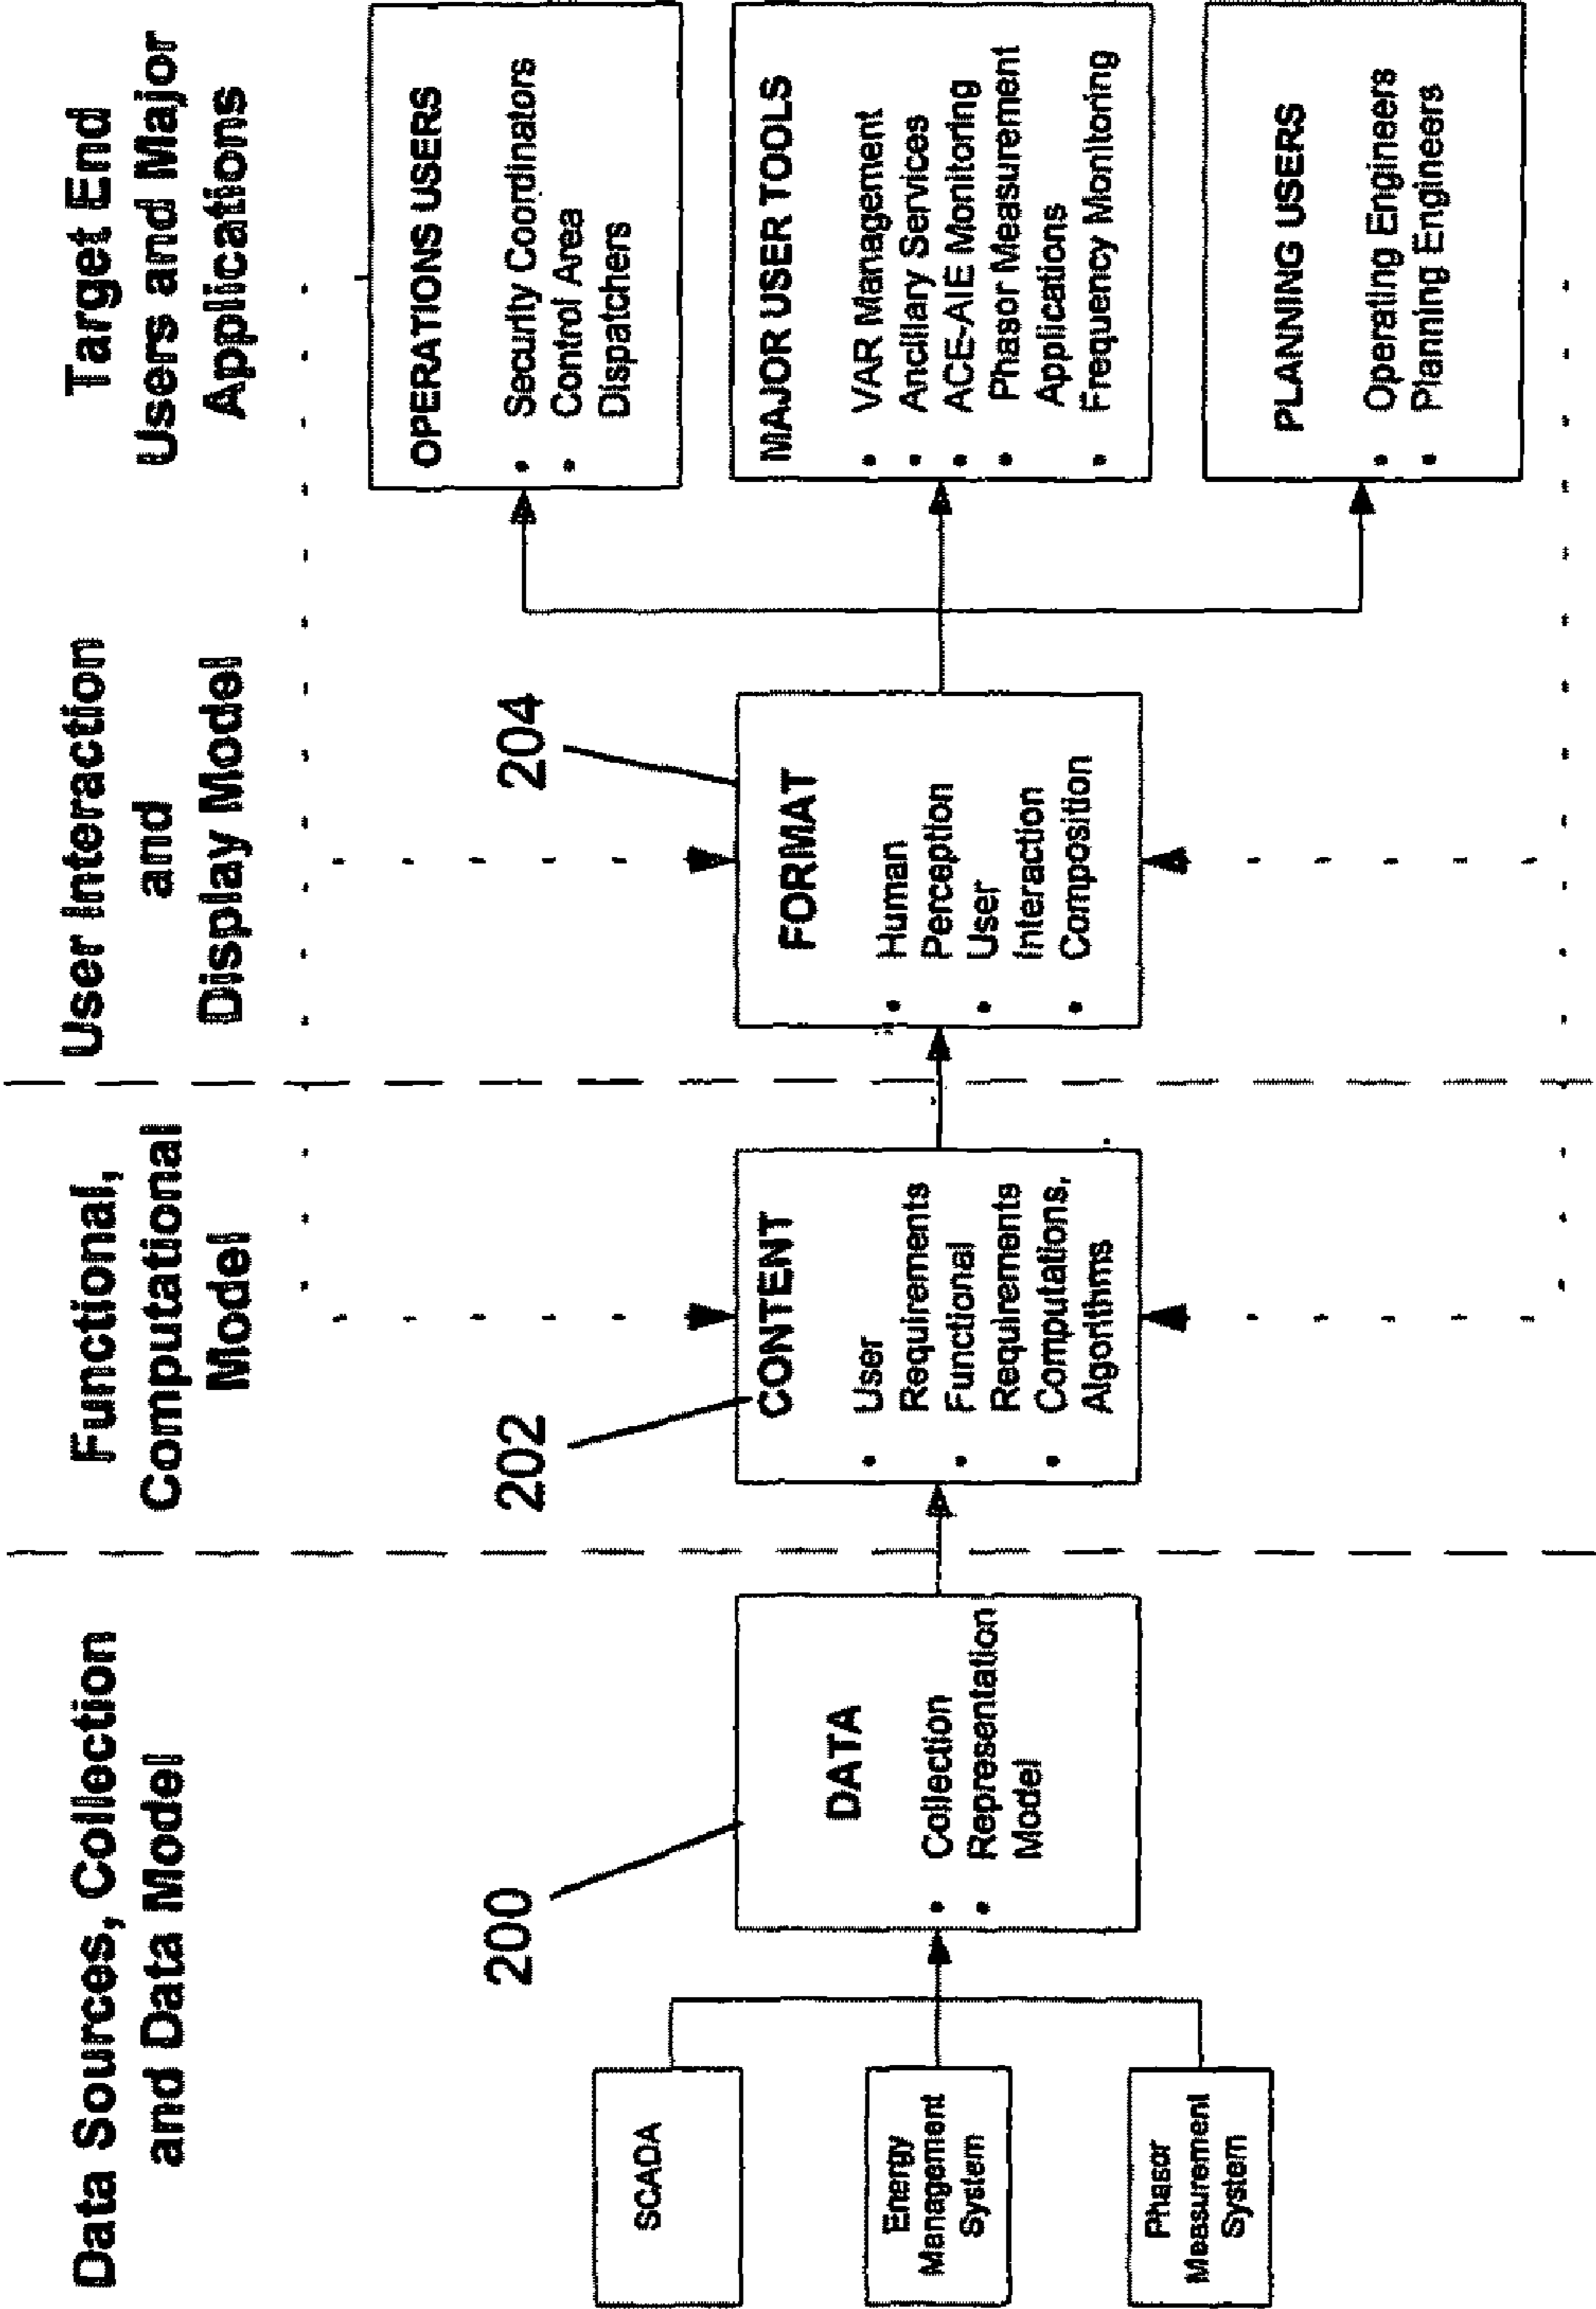 Data Sources, Collection
and Data Model
Functional,
Computational
Model
User Interaction
and
Display Model
Target End
Users and Major
Applications
SCADA
Energy
Management
System
Phasor
Measurement
System
200
DATA
• Collection
• Representation
Model
202
CONTENT
• User
Requirements
• Functional
Requirements
• Computations,
Algorithms
204
FORMAT
• Human
Perception
• User
Interaction
• Composition
OPERATIONS USERS
• Security Coordinators
• Control Area
Dispatchers
MAJOR USER TOOLS
• VAR Management
• Ancillary Services
• ACE-AIE Monitoring
• Phasor Measurement
Applications
• Frequency Monitoring
PLANNING USERS
• Operating Engineers
• Planning Engineers